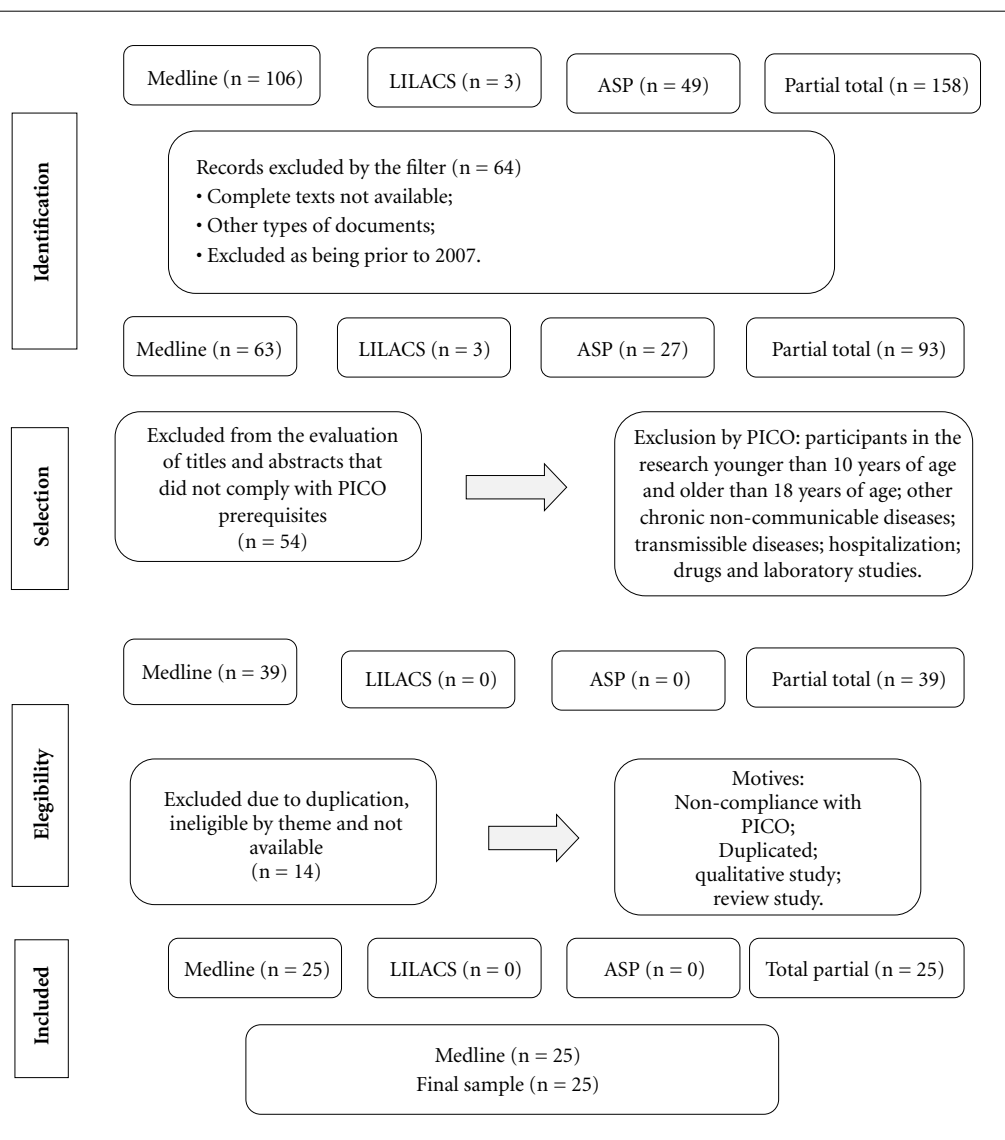 Medline (n = 106)
LILACS (n = 3)
ASP (n = 49)
Partial total (n = 158)
Identification
Records excluded by the filter (n = 64)
• Complete texts not available;
• Other types of documents;
• Excluded as being prior to 2007.
Medline (n = 63)
LILACS (n = 3)
ASP (n = 27)
Partial total (n = 93)
Selection
Excluded from the evaluation
of titles and abstracts that
did not comply with PICO
prerequisites
(n = 54)
Exclusion by PICO: participants in the
research younger than 10 years of age
and older than 18 years of age; other
chronic non-communicable diseases;
transmissible diseases; hospitalization;
drugs and laboratory studies.
Medline (n = 39)
LILACS (n = 0)
ASP (n = 0)
Partial total (n = 39)
Elegibility
Excluded due to duplication,
ineligible by theme and not
available
(n = 14)
Motives:
Non-compliance with
PICO;
Duplicated;
qualitative study;
review study.
Included
Medline (n = 25)
LILACS (n = 0)
ASP (n = 0)
Total partial (n = 25)
Medline (n = 25)
Final sample (n = 25)